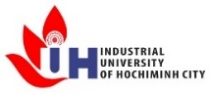 IUH
INDUSTRIAL
UNIVERSITY
OF HOCHIMINH CITY